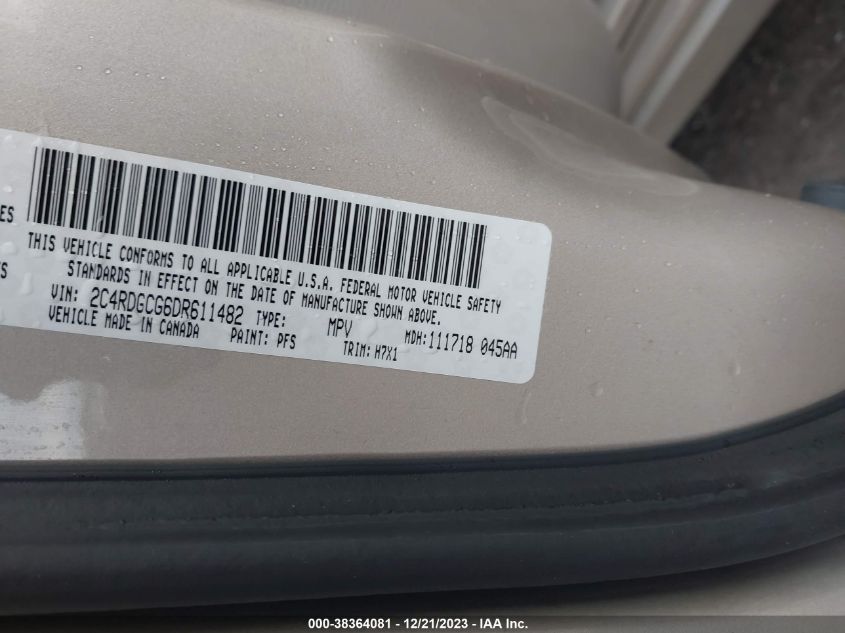 ES
THIS VEHICLE CONFORMS TO ALL APPLICABLE U.S.A. FEDERAL MOTOR VEHICLE SAFETY
STANDARDS IN EFFECT ON THE DATE OF MANUFACTURE SHOWN ABOVE.
VIN: 2C4RDGCG6DR611482 TYPE: MPV MDH:111718 045AA
VEHICLE MADE IN CANADA PAINT: PFS TRIM: H7X1
000-38364081 - 12/21/2023 - IAA Inc.